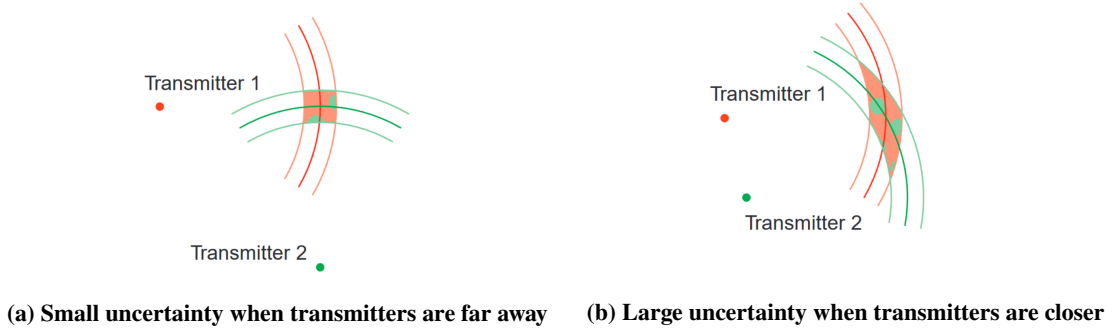 Transmitter 1
Transmitter 2
(a) Small uncertainty when transmitters are far away
Transmitter 1
Transmitter 2
(b) Large uncertainty when transmitters are closer